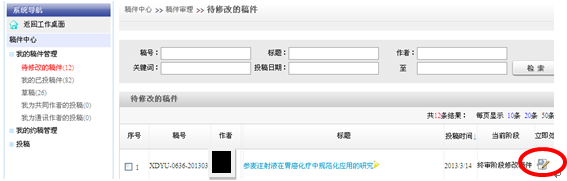 系统导航
返回工作桌面
稿件中心
我的稿件管理
待修改的稿件(12)
我的已投稿件(82)
草稿(26)
我为共同作者的投稿(0)
我为通讯作者的投稿(0)
我的约稿管理
投稿
稿件中心 >> 稿件审理 >> 待修改的稿件
稿号: 标题: 作者:
关键词: 投稿日期: 至 检 索
待修改的稿件
共12条结果: 每页显示 10条 20条 50条
序号 稿号 作者 标题 投稿时间↓ 当前阶段 立即处
1 XDYU-0636-201303 参麦注射液在胃癌化疗中规范化应用的研究 2013/3/14 终审阶段修改稿件